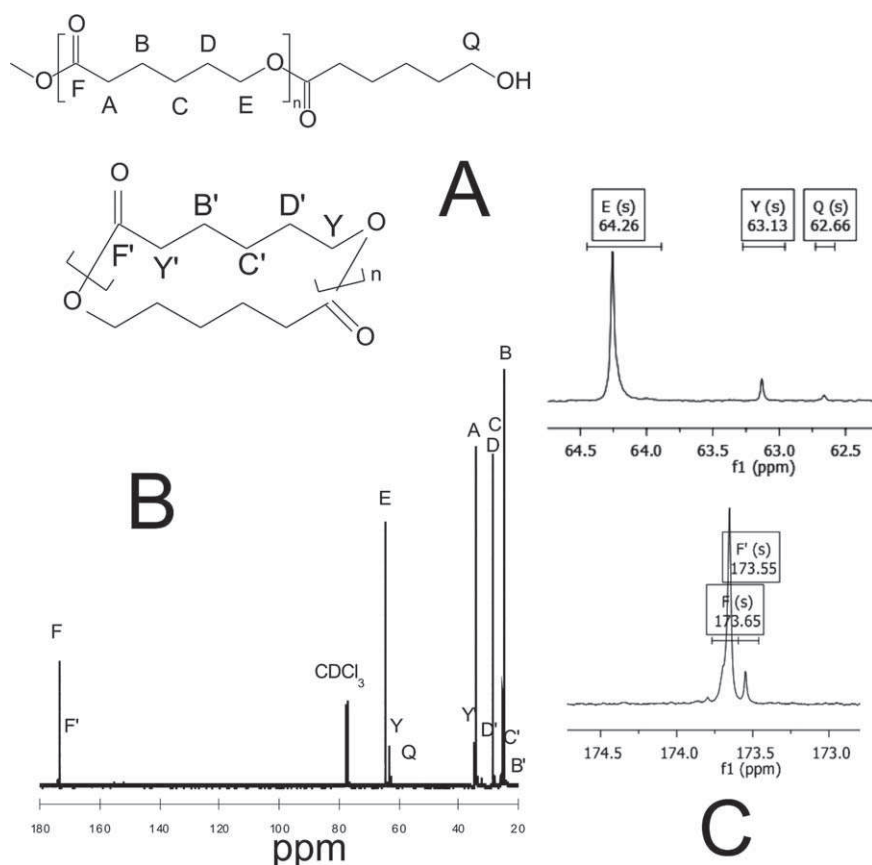 O
B
D
O
Q
O
F
A
C
E
n
O
OH
O
B'
D'
Y
O
F'
Y'
C'
n
O
O
A
E (s)
64.26
Y (s)
63.13
Q (s)
62.66
64.5 64.0 63.5 63.0 62.5
f1 (ppm)
B
B
C
A
D
E
F
CDCl3
F'
Y
Q
Y'
D'
C'
B'
180 160 140 120 100 80 60 40 20
ppm
F' (s)
173.55
F (s)
173.65
174.5 174.0 173.5 173.0
f1 (ppm)
C